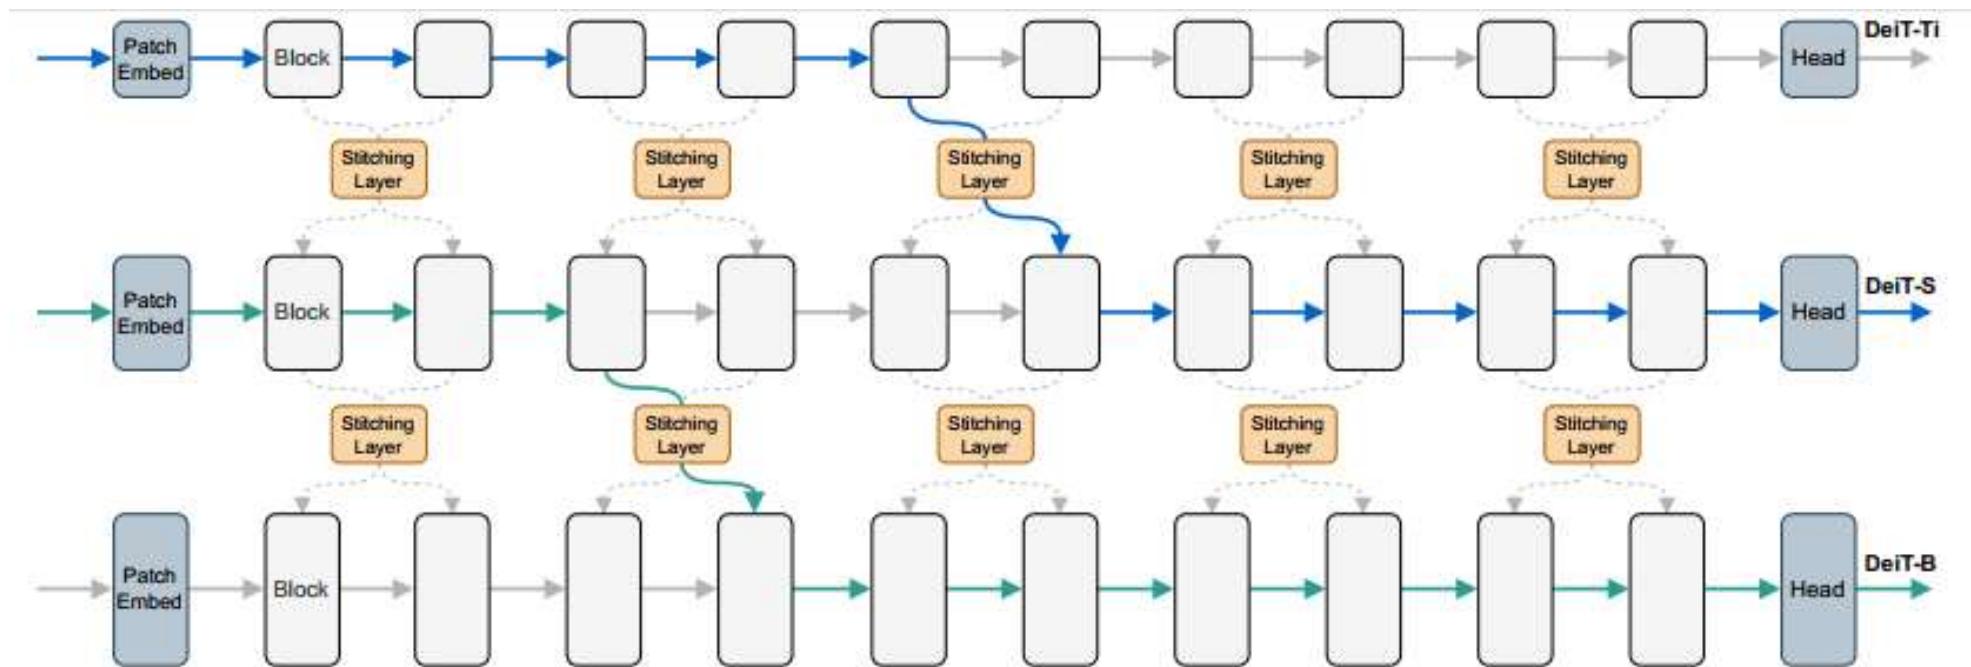 Patch
Embed
Block
Head
DeiT-Ti
Stitching
Layer
Stitching
Layer
Stitching
Layer
Stitching
Layer
Stitching
Layer
Patch
Embed
Block
Head
DeiT-S
Stitching
Layer
Stitching
Layer
Stitching
Layer
Stitching
Layer
Stitching
Layer
Patch
Embed
Block
Head
DeiT-B